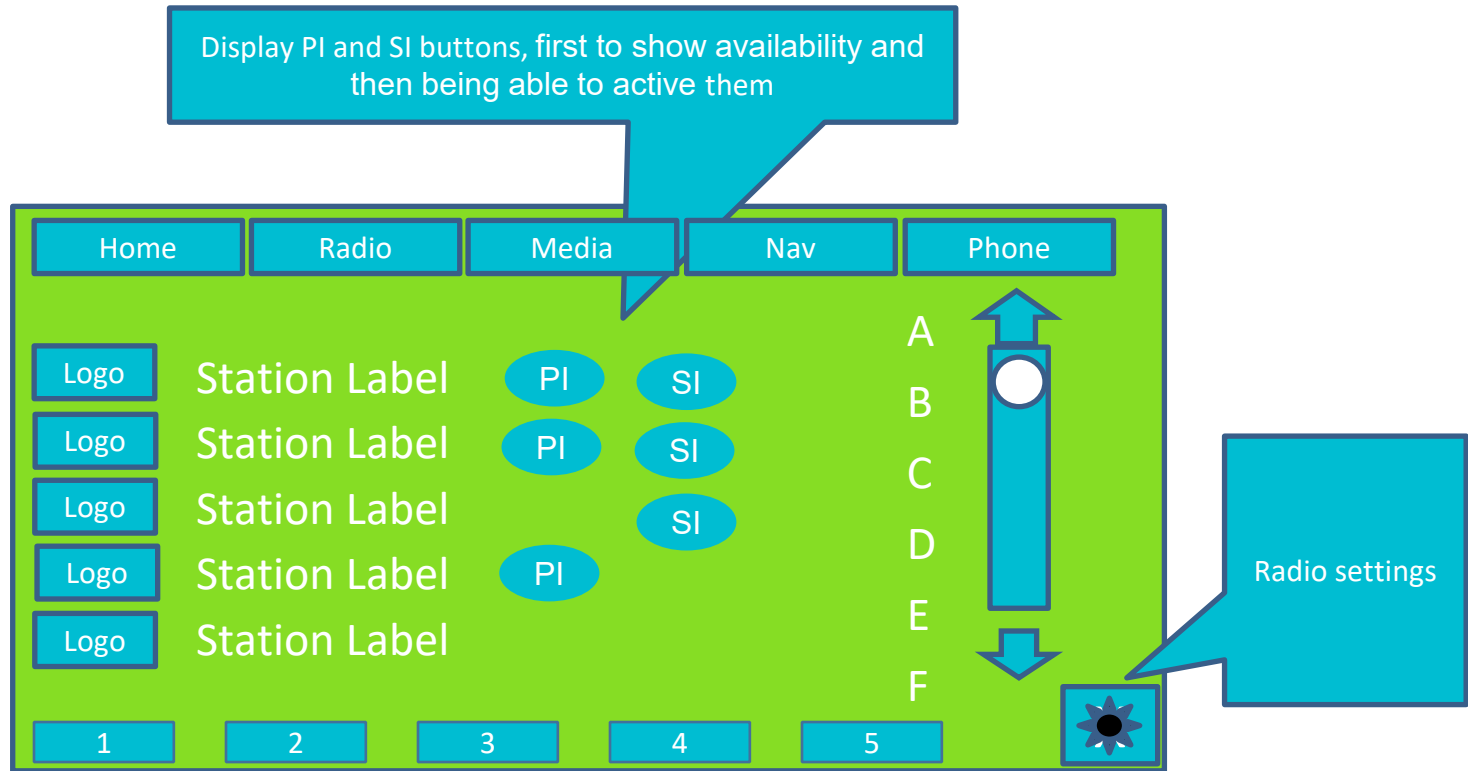 Display PI and SI buttons, first to show availability and
then being able to active them
Home Radio Media Nav Phone
A
Logo Station Label PI SI
B
Logo Station Label PI SI
C
Logo Station Label SI
D
Logo Station Label PI
E
Logo Station Label
F
Radio settings
1 2 3 4 5